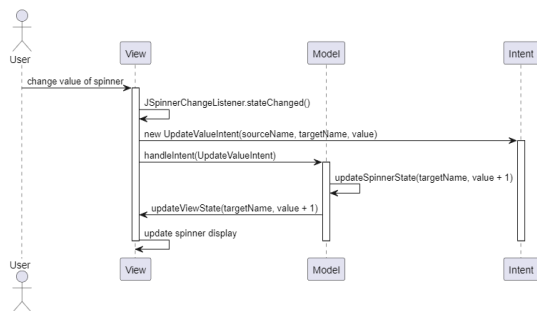 User
View
Model
Intent
change value of spinner
JSpinnerChangeListener.stateChanged()
new UpdateValueIntent(sourceName, targetName, value)
handleIntent(UpdateValueIntent)
updateSpinnerState(targetName, value + 1)
updateViewState(targetName, value + 1)
update spinner display
User
View
Model
Intent